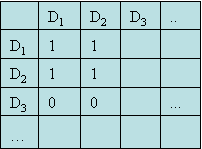 D₁ D₂ D₃ ..
D₁ 1 1
D₂ 1 1
D₃ 0 0 ...
...